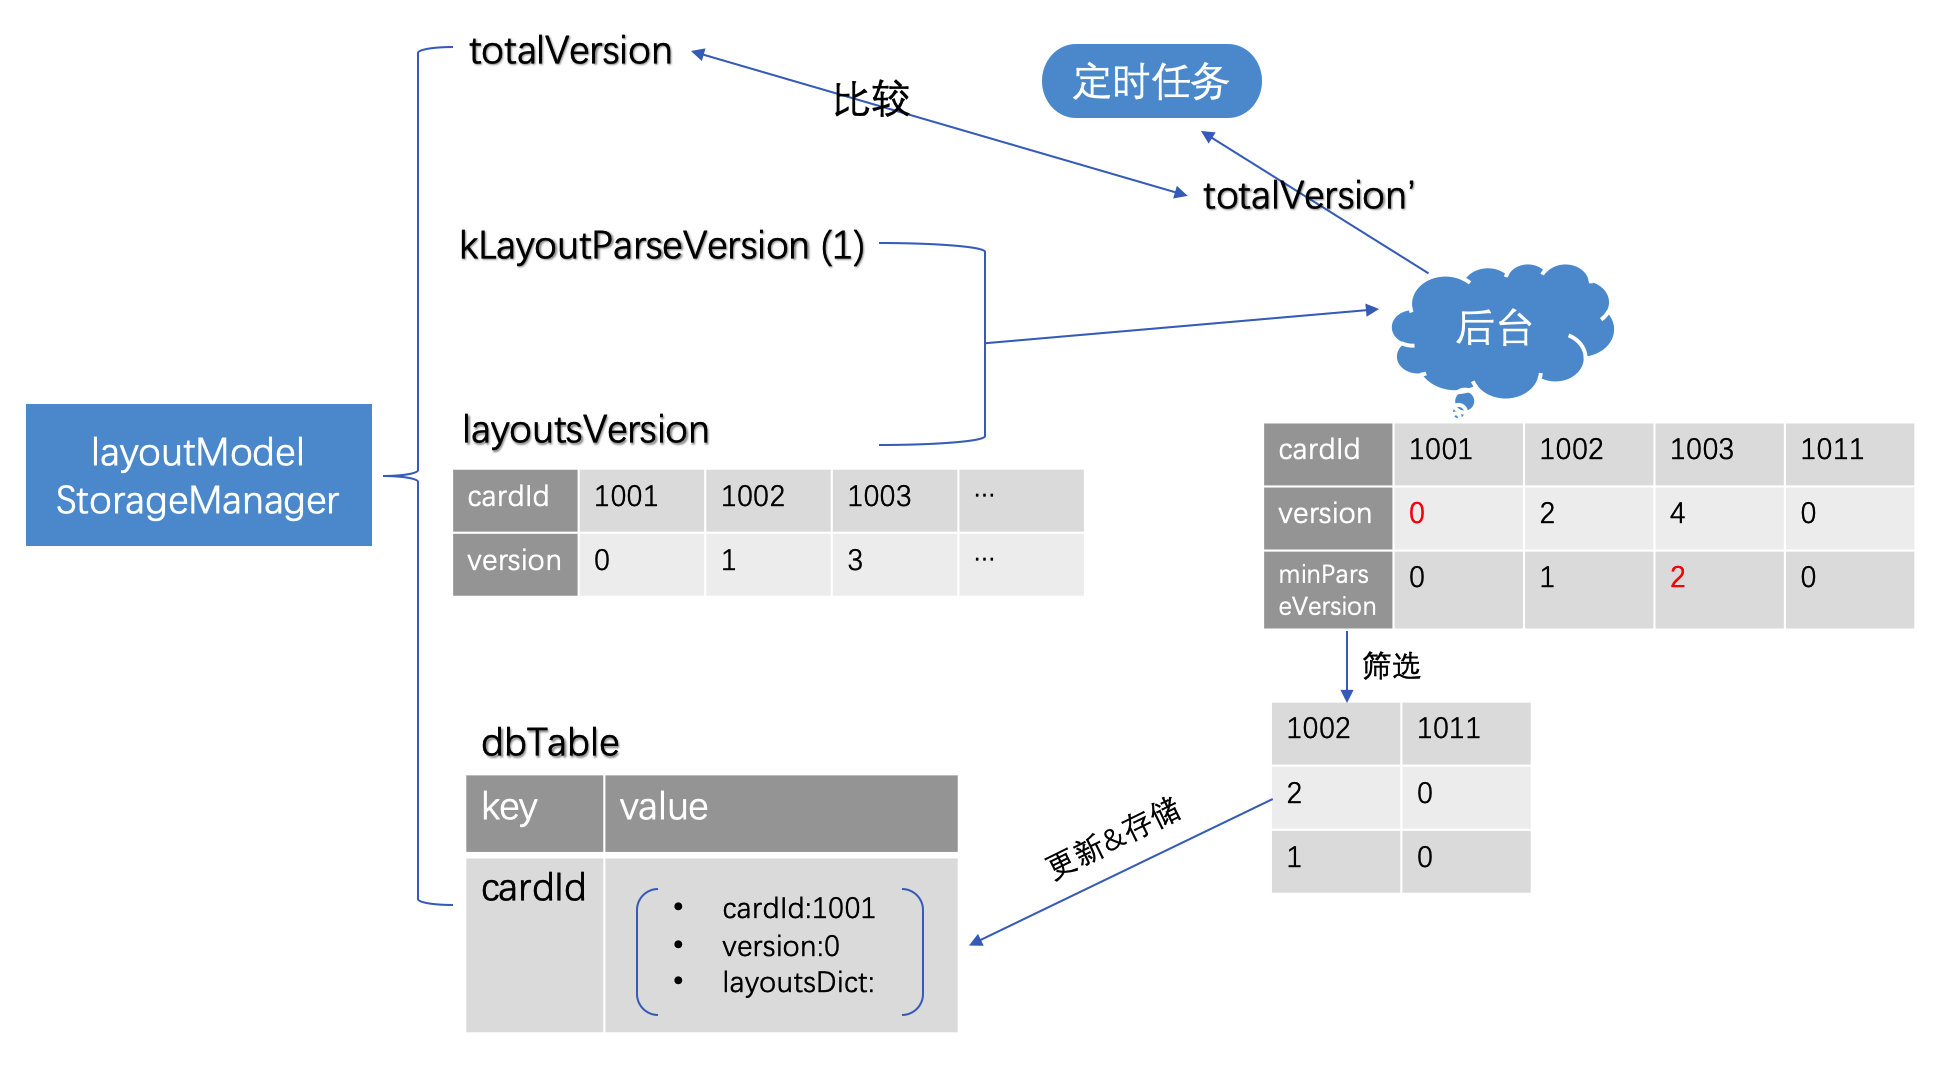 totalVersion
比较
定时任务
totalVersion’
kLayoutParseVersion (1)
后台
layoutModel
StorageManager
layoutsVersion
cardId 1001 1002 1003 ...
version 0 1 3 ...
cardId 1001 1002 1003 1011
version 0 2 4 0
minPars
eVersion 0 1 2 0
筛选
1002 1011
2 0
1 0
更新&存储
dbTable
key value
cardId
• cardId:1001
• version:0
• layoutsDict: